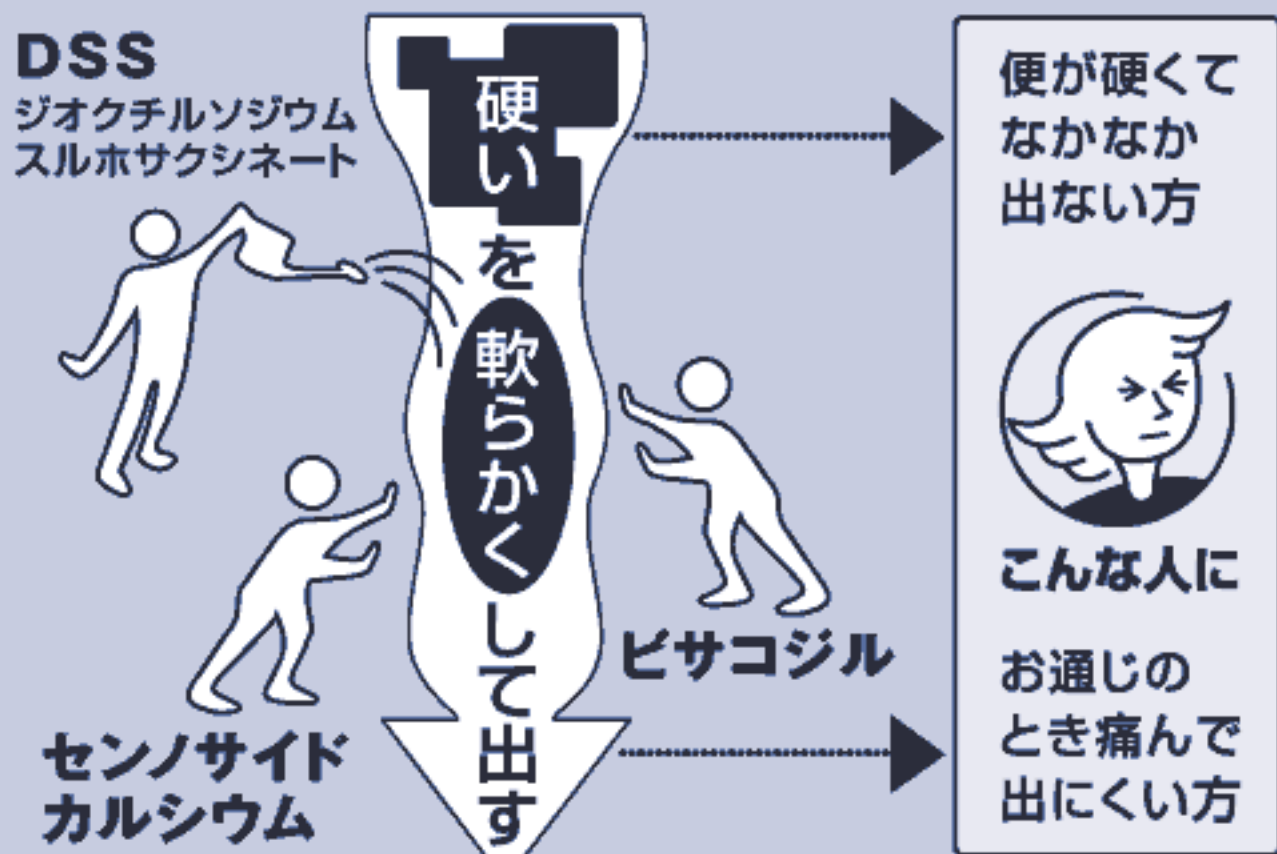 DSS
ジオクチルソジウム
スルホサクシネート
硬いを軟らかくして出す
ビサコジル
センノサイド
カルシウム
便が硬くて
なかなか
出ない方
こんな人に
お通じの
とき痛んで
出にくい方